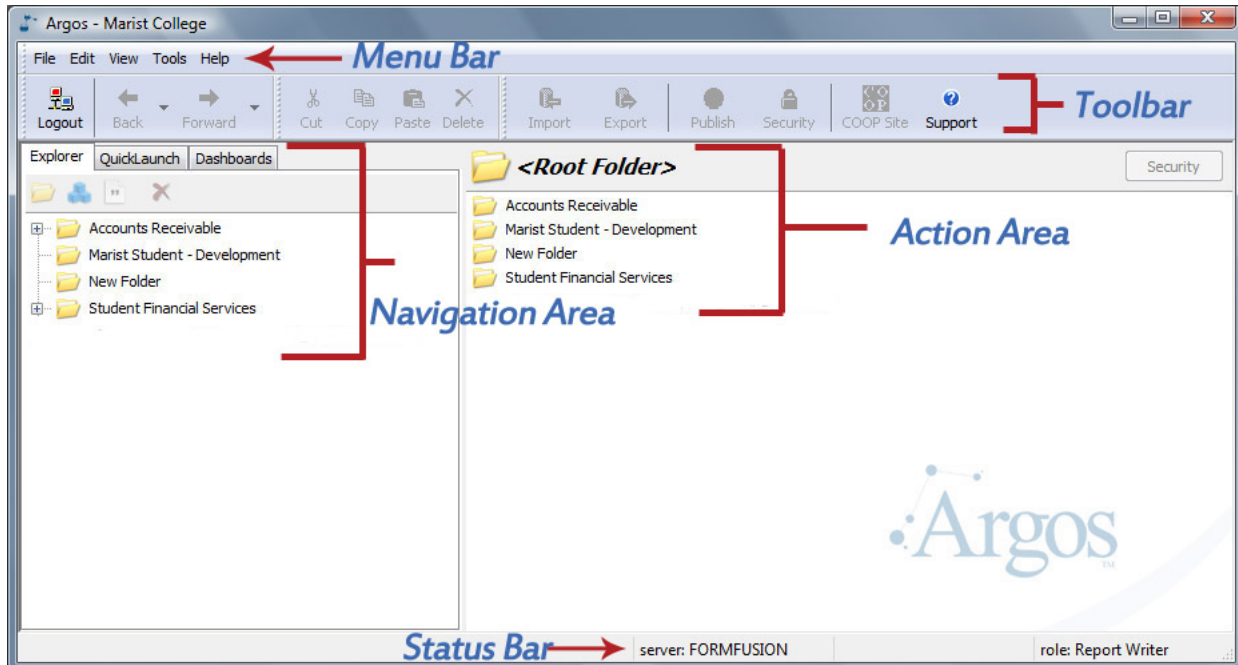 Argos - Marist College
File Edit View Tools Help Menu Bar
Logout Back Forward Cut Copy Paste Delete Import Export Publish Security COOP Site Support Toolbar
Explorer QuickLaunch Dashboards
<Root Folder> Security
Accounts Receivable
Marist Student - Development
New Folder
Student Financial Services
Navigation Area
Accounts Receivable
Marist Student - Development
New Folder
Student Financial Services
Action Area
Argos™
Status Bar server: FORMFUSION role: Report Writer